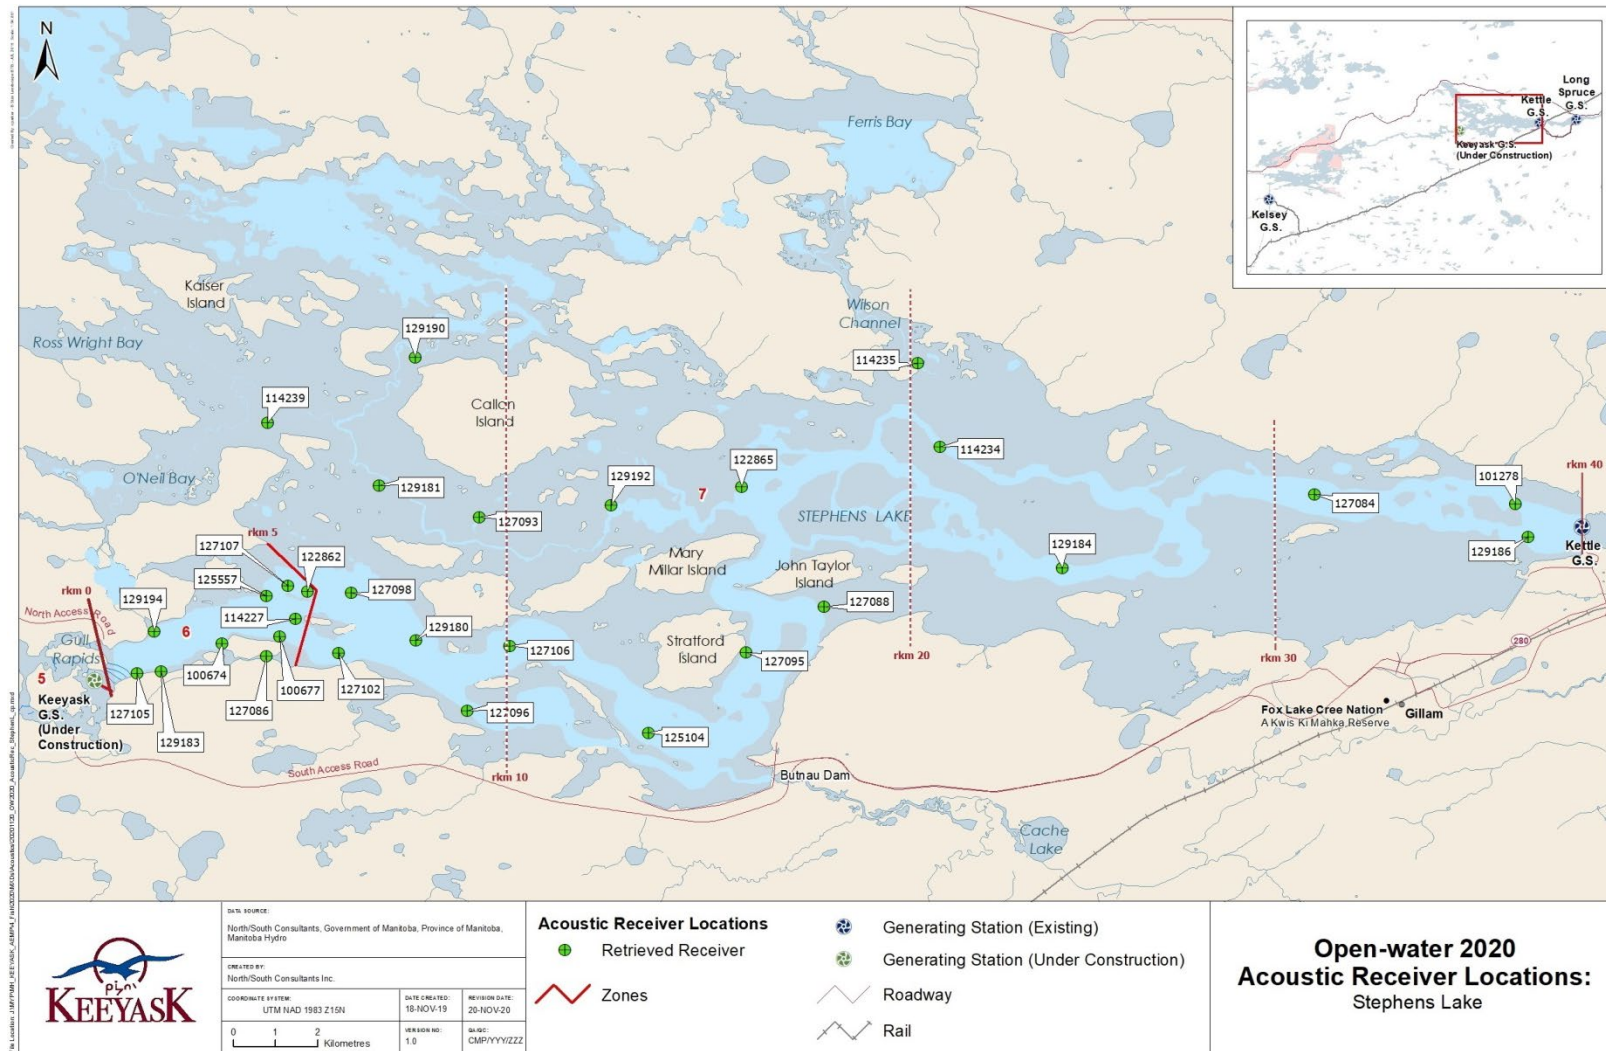 N
Ferris Bay
Kettle
G.S.
Long
Spruce
G.S.
Keeyask G.S.
(Under Construction)
Kelsey
G.S.
Kaiser
Island
Ross Wright Bay
129190
Wilson
Channel
114235
114239
Callan
Island
O'Neil Bay
129181
127093
129192
122865
7
114234
STEPHENS LAKE
127084
101278
rkm 40
129186
Kettle
G.S.
rkm 5
127107
122862
125557
127098
Mary
Millar Island
John Taylor
Island
129184
rkm 0
North Access Road
129194
6
114227
127088
Gull
Rapids
5
Keeyask
G.S.
(Under
Construction)
100674
129180
127106
Stratford
Island
127095
rkm 20
rkm 30
280
127105
129183
127086
100677
127102
127096
125104
Fox Lake Cree Nation
A Kwis Ki Mahka Reserve
Gillam
South Access Road
rkm 10
Butnau Dam
Cache
Lake
KEEYASK
DATA SOURCE:
North/South Consultants, Government of Manitoba, Province of Manitoba,
Manitoba Hydro
CREATED BY:
North/South Consultants Inc.
COORDINATE SYSTEM:
UTM NAD 1983 Z15N
DATE CREATED:
18-NOV-19
REVISION DATE:
20-NOV-20
0 1 2
Kilometres
VERSION NO:
1.0
QA/QC:
CMP/YYY/ZZZ
Acoustic Receiver Locations
Retrieved Receiver
Zones
Generating Station (Existing)
Generating Station (Under Construction)
Roadway
Rail
Open-water 2020
Acoustic Receiver Locations:
Stephens Lake